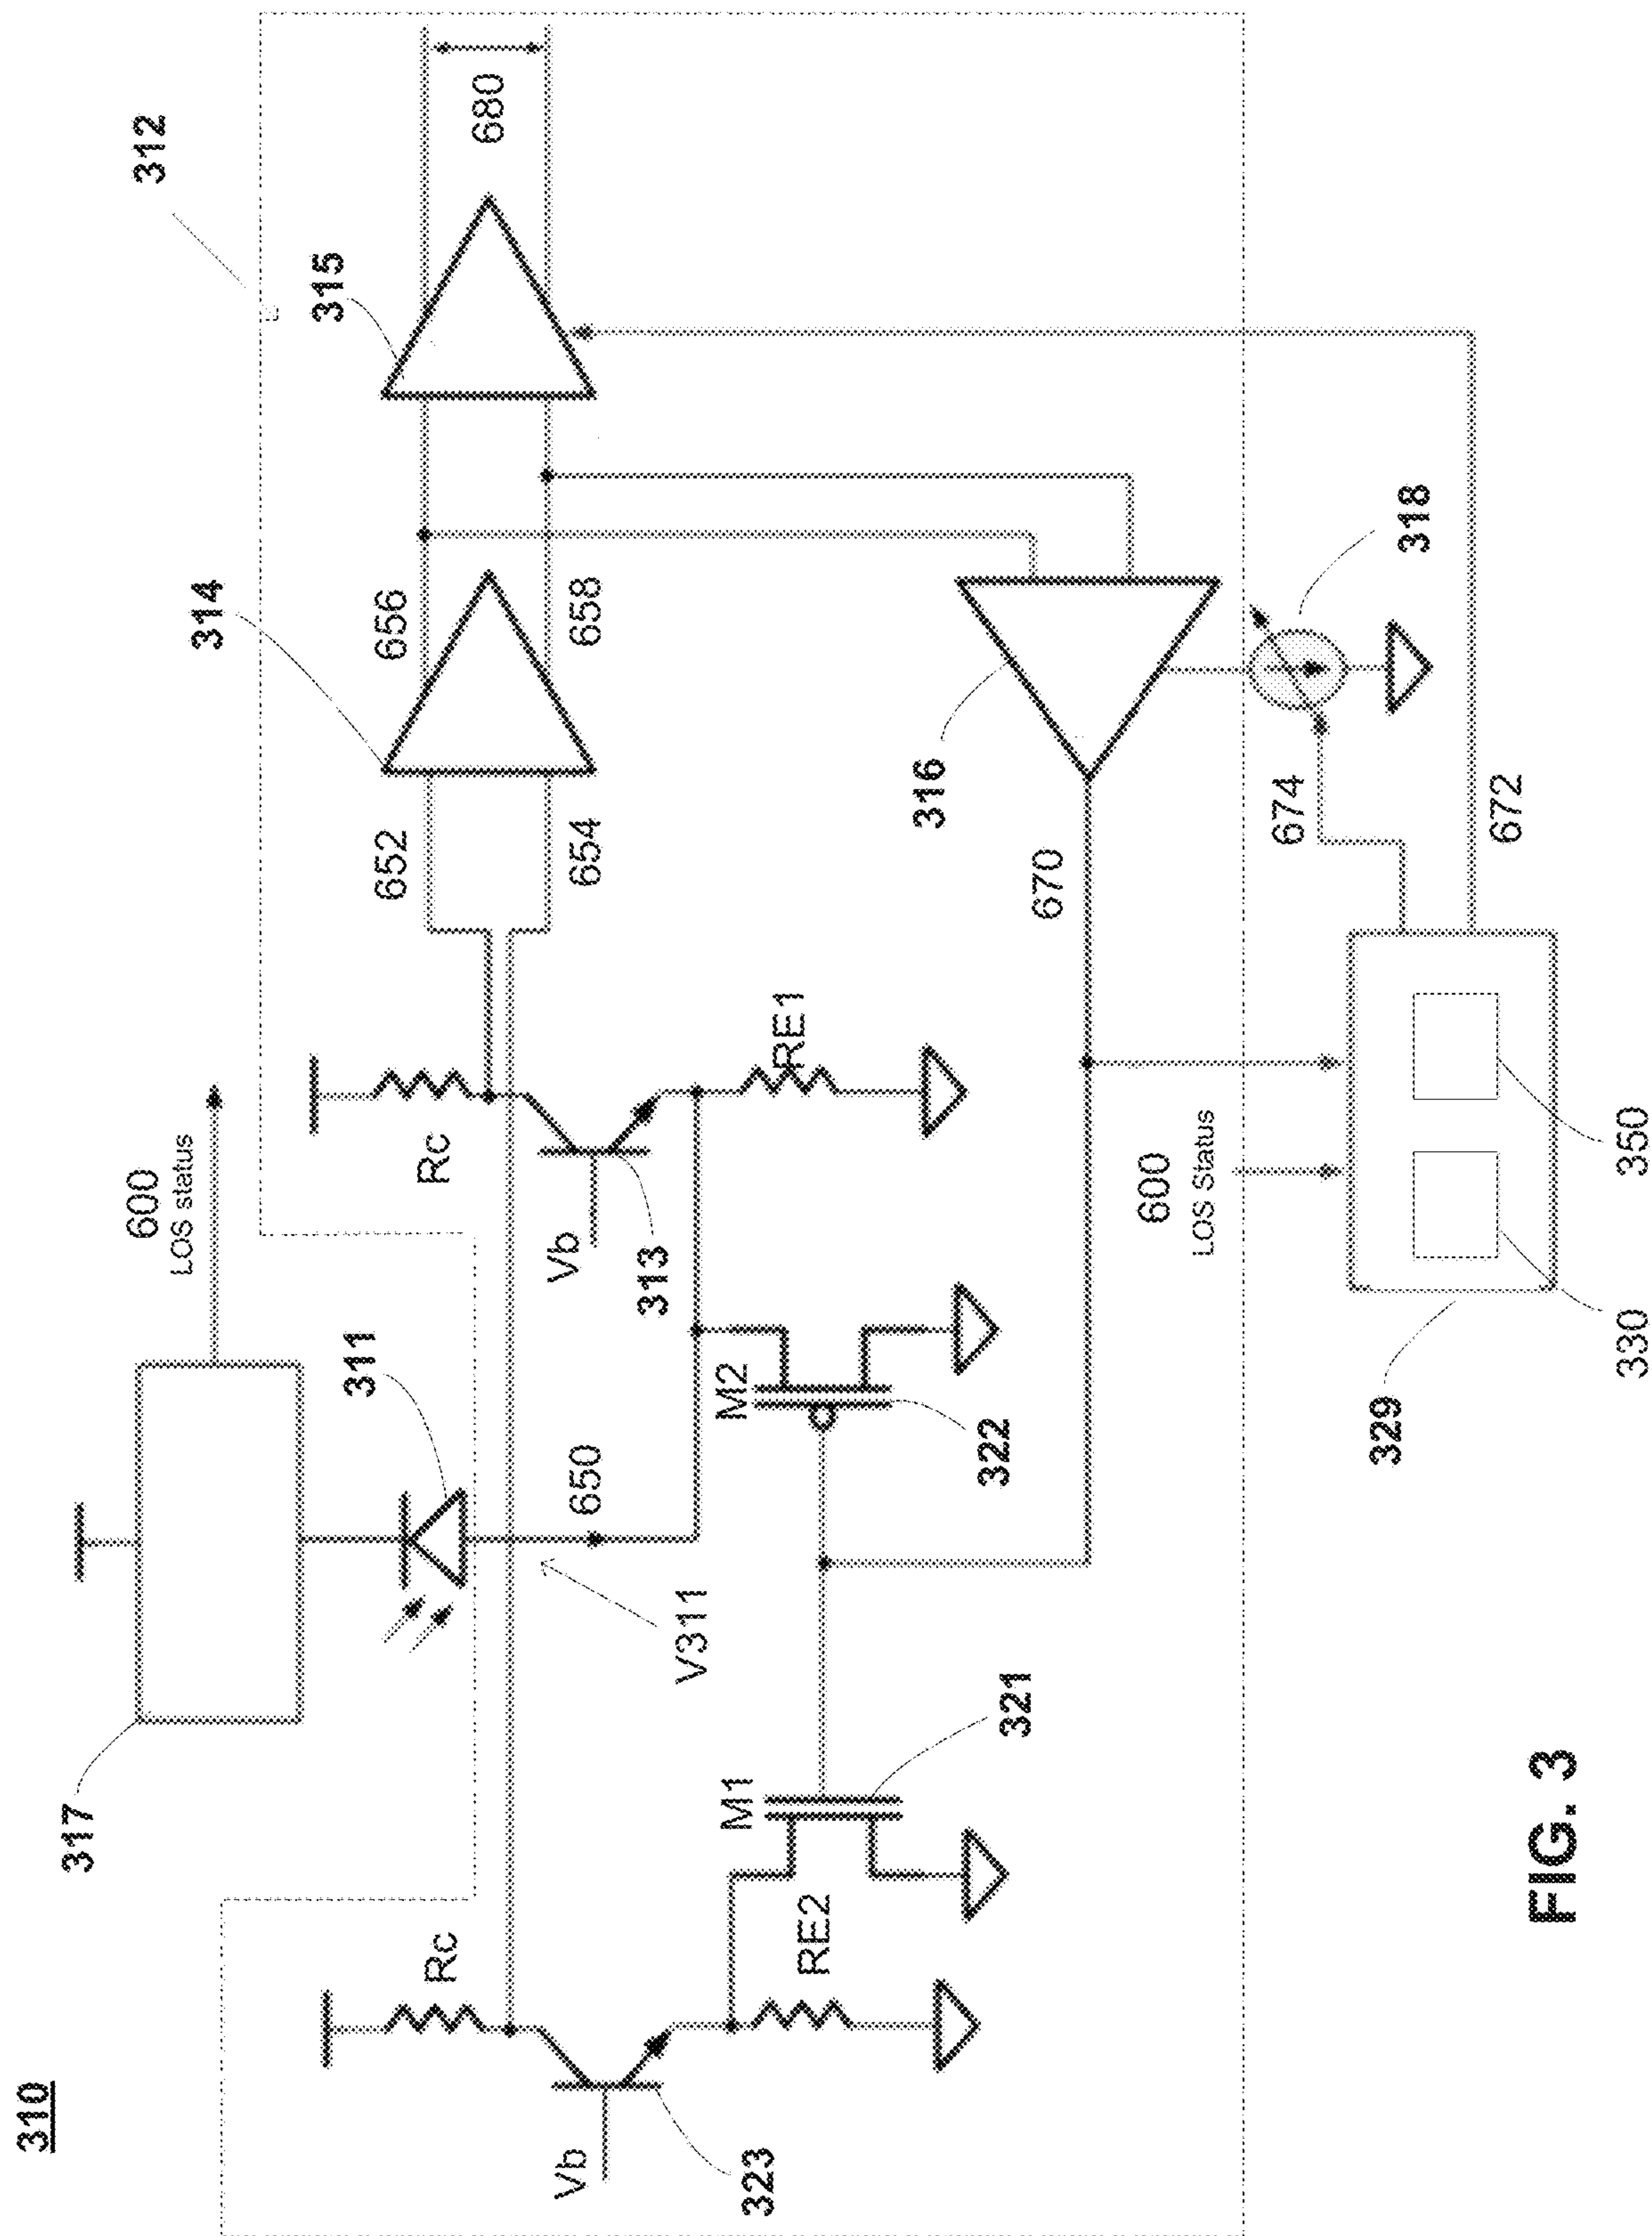 310
317
600
LOS status
312
311
314
315
Rc
Rc
652
654
656
658
680
Vb
323
V311
650
Vb
313
RE1
M1
321
RE2
M2
322
316
670
318
674
672
600
LOS Status
329
330
350
FIG. 3